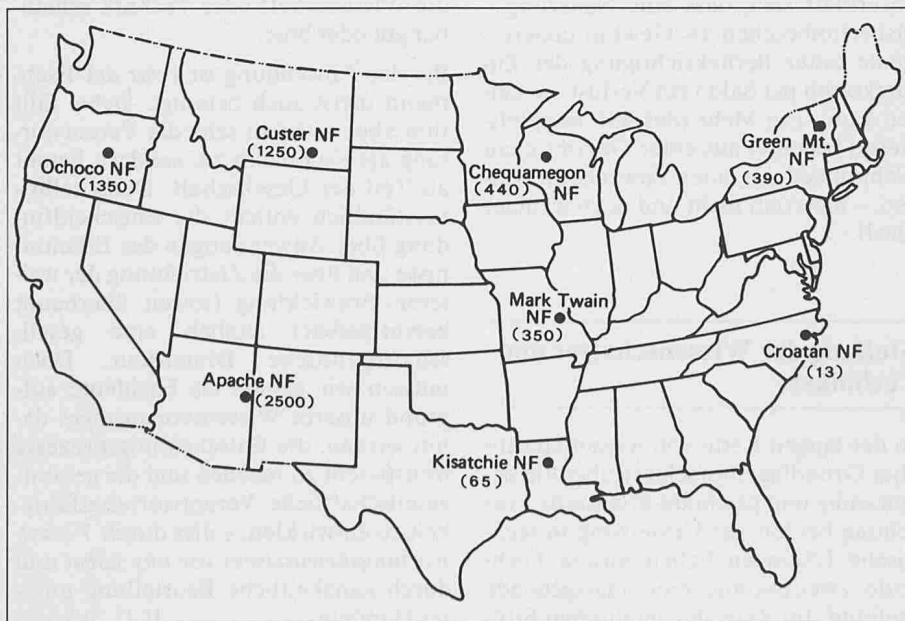 Orhoco NF
(1350)
Custer NF
(1250)
Chequamegon
(440) NF
Green Mt.
NF
(390)
Mark Twain
NF
(350)
Croatan NF
(13)
Apache NF
(2500)
Kisatchie NF
(65)